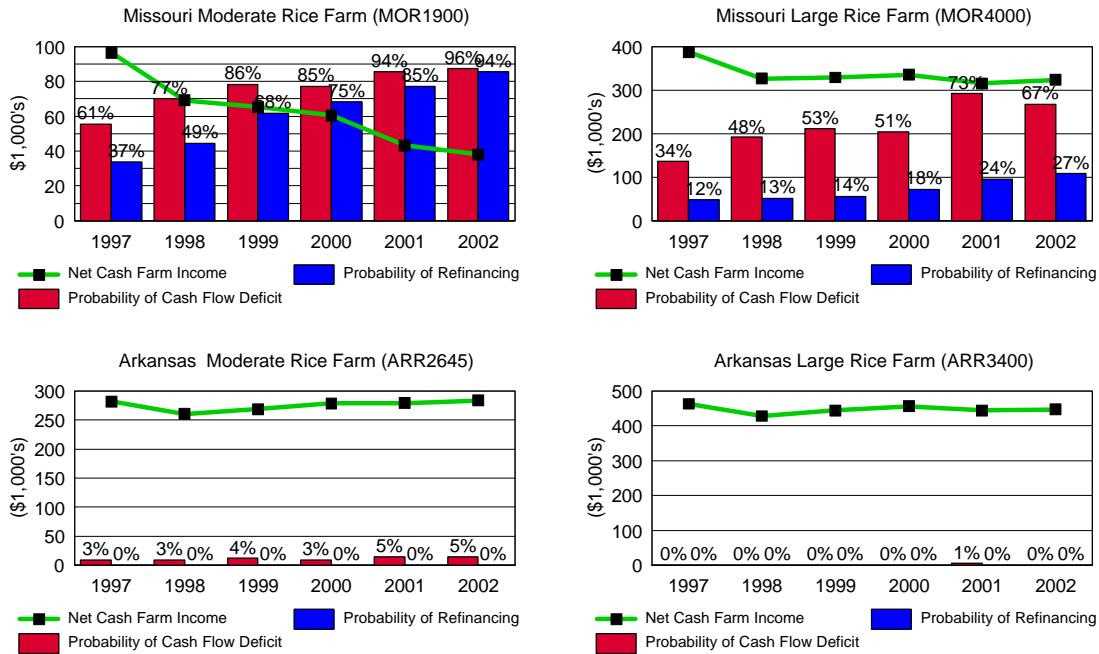 Missouri Moderate Rice Farm (MOR1900)
$1,000's)
100
80
60
40
20
0
61% 77% 86% 85% 94% 96%
37% 49% 68% 75% 85% 94%
1997 1998 1999 2000 2001 2002
Net Cash Farm Income
Probability of Refinancing
Probability of Cash Flow Deficit
Missouri Large Rice Farm (MOR4000)
($1,000's)
400
300
200
100
0
34% 48% 53% 51% 73% 67%
12% 13% 14% 18% 24% 27%
1997 1998 1999 2000 2001 2002
Net Cash Farm Income
Probability of Refinancing
Probability of Cash Flow Deficit
Arkansas Moderate Rice Farm (ARR2645)
($1,000's)
300
250
200
150
100
50
0
3% 0% 3% 0% 4% 0% 3% 0% 5% 0% 5% 0%
1997 1998 1999 2000 2001 2002
Net Cash Farm Income
Probability of Refinancing
Probability of Cash Flow Deficit
Arkansas Large Rice Farm (ARR3400)
($1,000's)
500
400
300
200
100
0
0% 0% 0% 0% 0% 0% 0% 0% 1% 0% 0% 0%
1997 1998 1999 2000 2001 2002
Net Cash Farm Income
Probability of Refinancing
Probability of Cash Flow Deficit